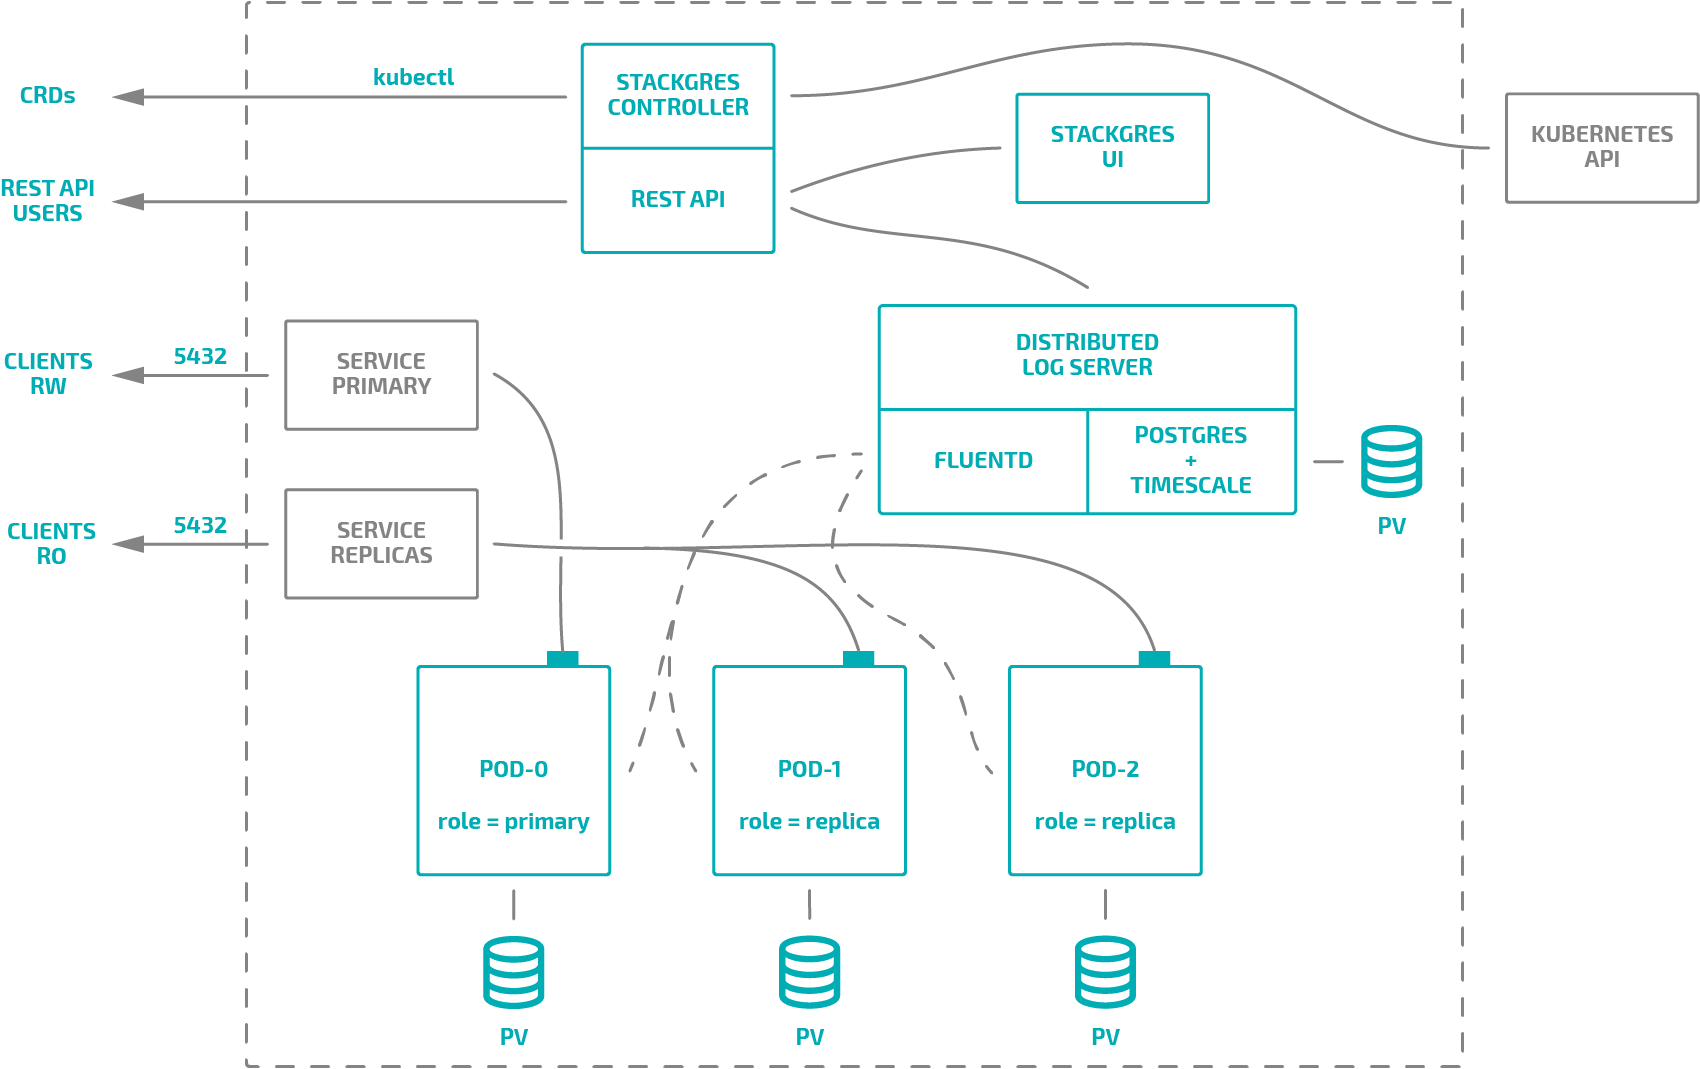 kubectl
CRDs
STACKGRES
CONTROLLER
STACKGRES
UI
KUBERNETES
API
REST API
USERS
REST API
DISTRIBUTED
LOG SERVER
CLIENTS
RW
5432
SERVICE
PRIMARY
FLUENTD
POSTGRES
+
TIMESCALE
PV
CLIENTS
RO
5432
SERVICE
REPLICAS
POD-0
role = primary
POD-1
role = replica
POD-2
role = replica
PV
PV
PV